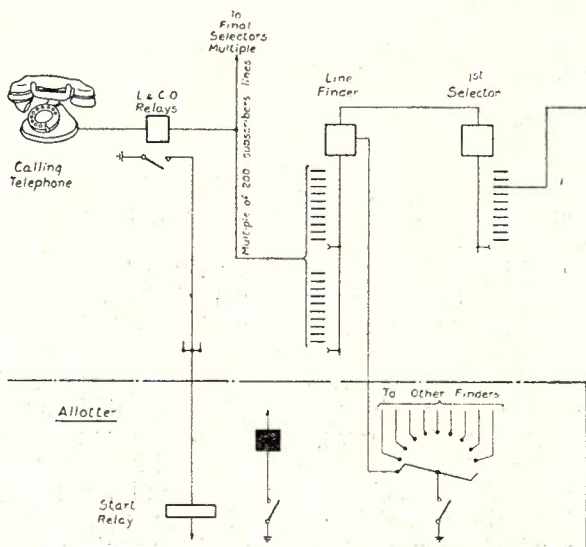 To
Final
Selectors
Multiple
L & C.O
Relays
Line
Finder
1st
Selector
Calling
Telephone
Multiple of 200 subscribers lines
To Other Finders
Allotter
Start
Relay